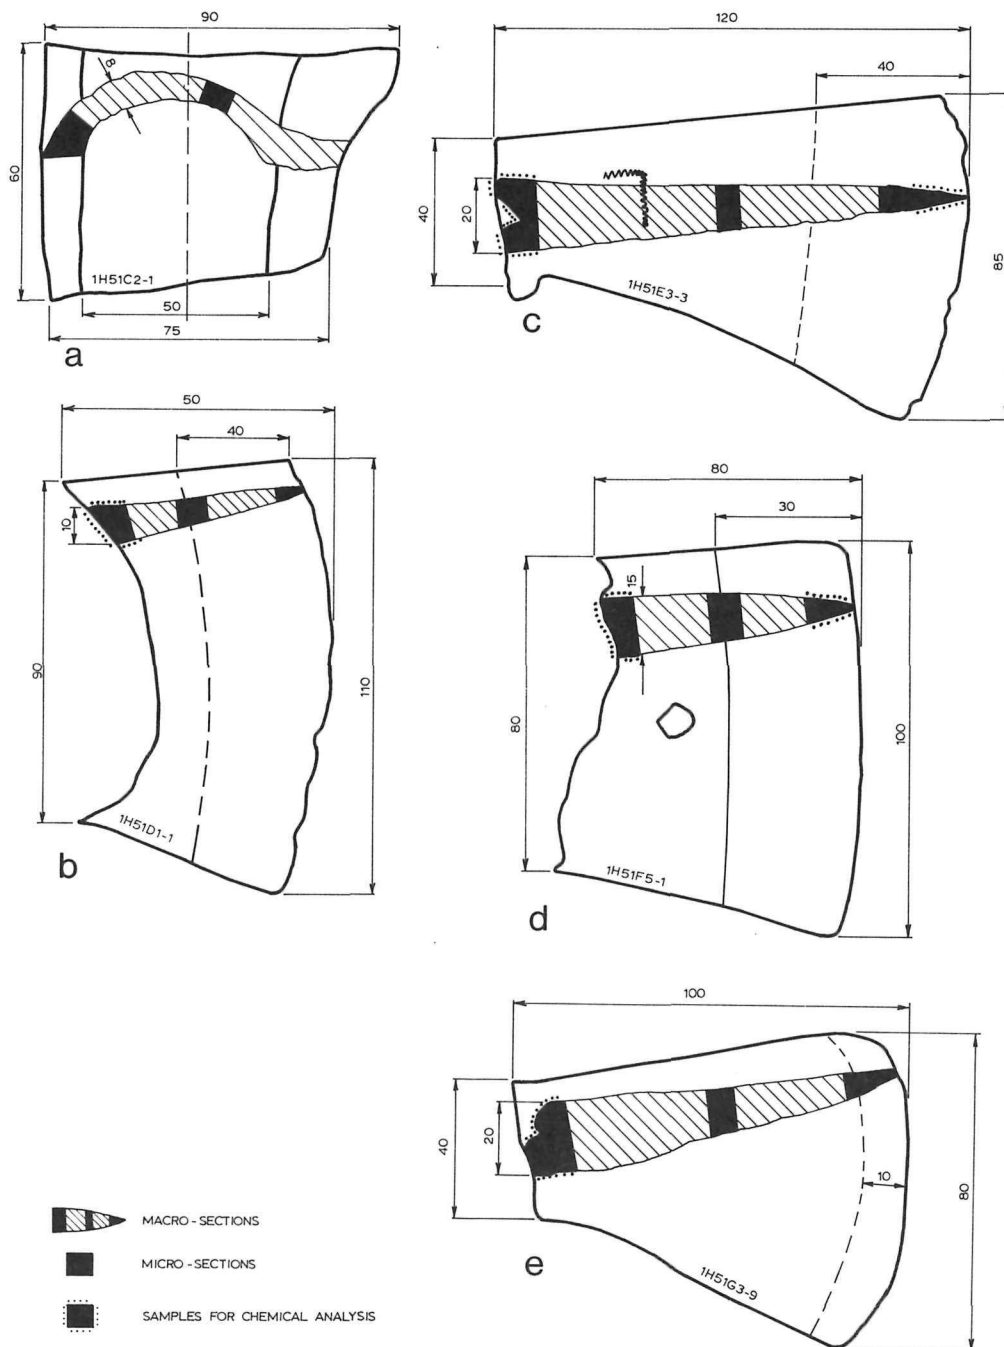 90
8
60
1H51C2-1
50
75
a
120
40
85
40
20
1H51E3-3
c
50
40
10
90
110
1H51D1-1
b
80
30
15
80
100
1H51F5-1
d
100
40
20
10
80
1H51G3-9
e
MACRO-SECTIONS
MICRO-SECTIONS
SAMPLES FOR CHEMICAL ANALYSIS